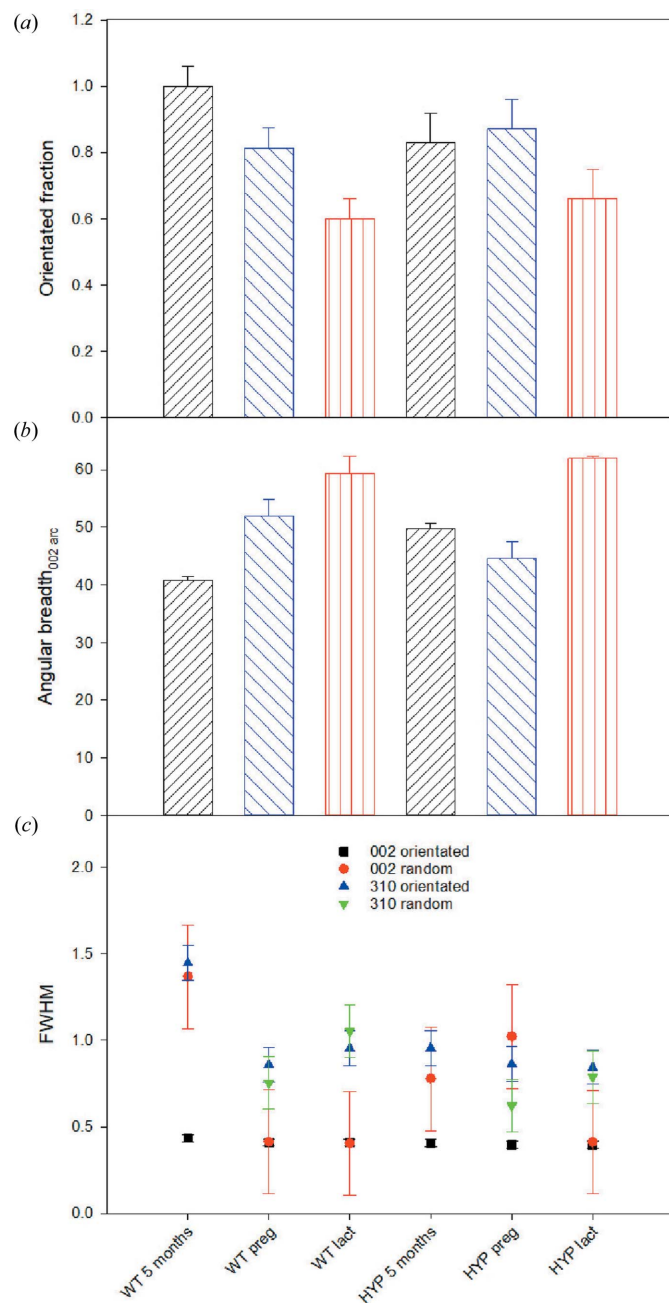 (a)
1.2
1.0
0.8
0.6
0.4
0.2
0.0
Orientated fraction
(b)
60
50
40
30
20
10
0
Angular breadth002 arc
(c)
002 orientated
002 random
310 orientated
310 random
2.0
1.5
1.0
0.5
0.0
FWHM
WT 5 months
WT preg
WT lact
HYP 5 months
HYP preg
HYP lact